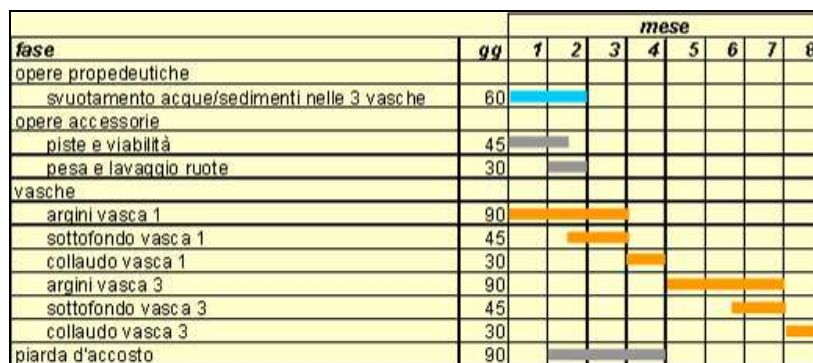 mese
fase gg 1 2 3 4 5 6 7 8
opere propedeutiche
svuotamento acque/sedimenti nelle 3 vasche 60
opere accessorie
piste e viabilità 45
pesa e lavaggio ruote 30
vasche
argini vasca 1 90
sottofondo vasca 1 45
collaudo vasca 1 30
argini vasca 3 90
sottofondo vasca 3 45
collaudo vasca 3 30
piarda d'accosto 90